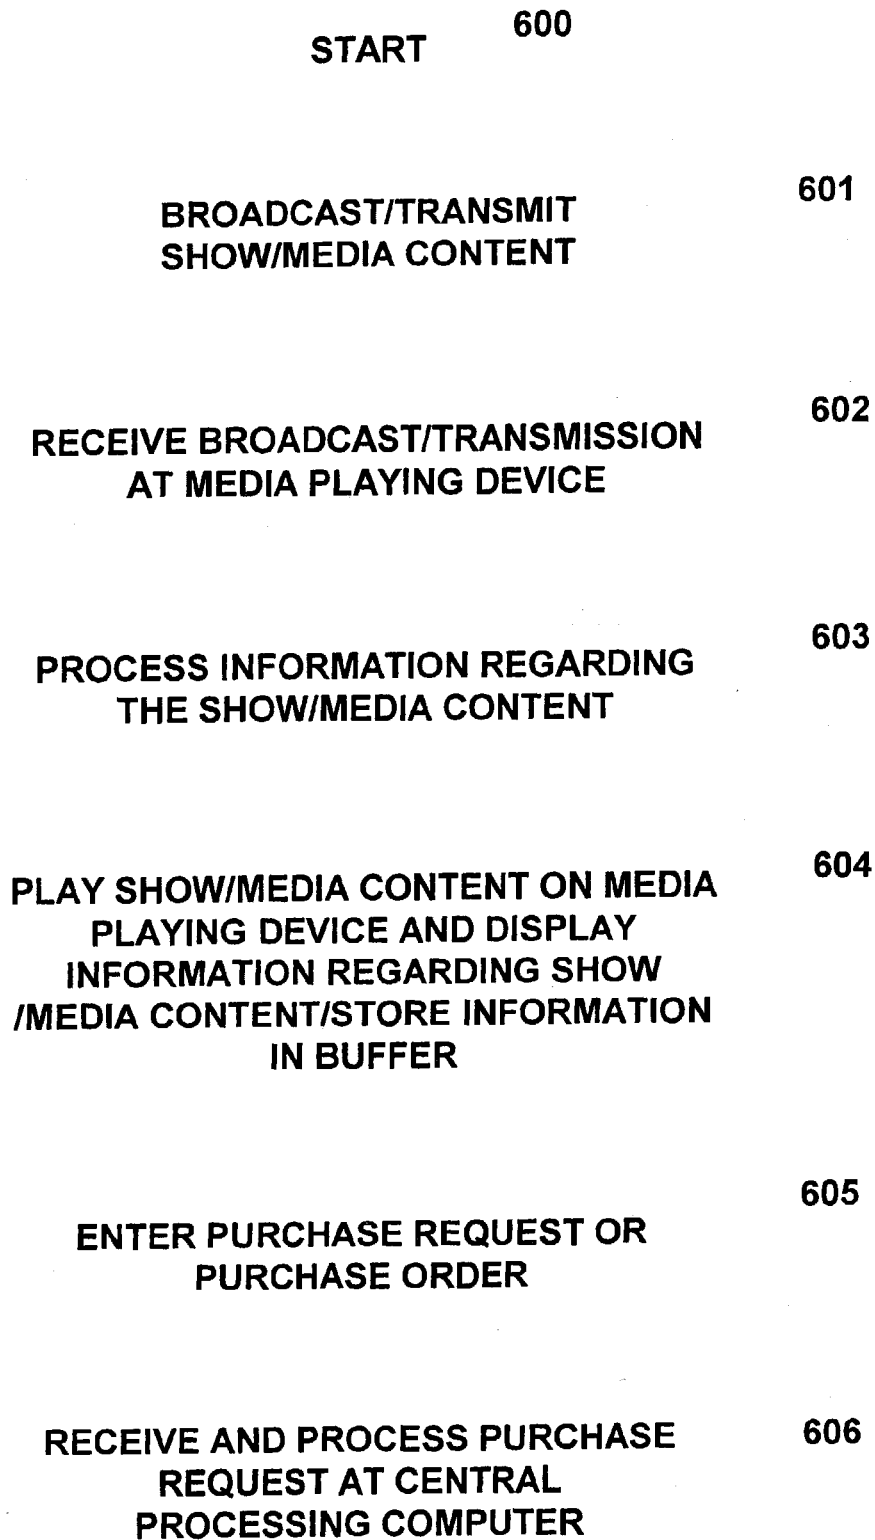 START 600
601
BROADCAST/TRANSMIT
SHOW/MEDIA CONTENT
602
RECEIVE BROADCAST/TRANSMISSION
AT MEDIA PLAYING DEVICE
603
PROCESS INFORMATION REGARDING
THE SHOW/MEDIA CONTENT
604
PLAY SHOW/MEDIA CONTENT ON MEDIA
PLAYING DEVICE AND DISPLAY
INFORMATION REGARDING SHOW
/MEDIA CONTENT/STORE INFORMATION
IN BUFFER
605
ENTER PURCHASE REQUEST OR
PURCHASE ORDER
606
RECEIVE AND PROCESS PURCHASE
REQUEST AT CENTRAL
PROCESSING COMPUTER